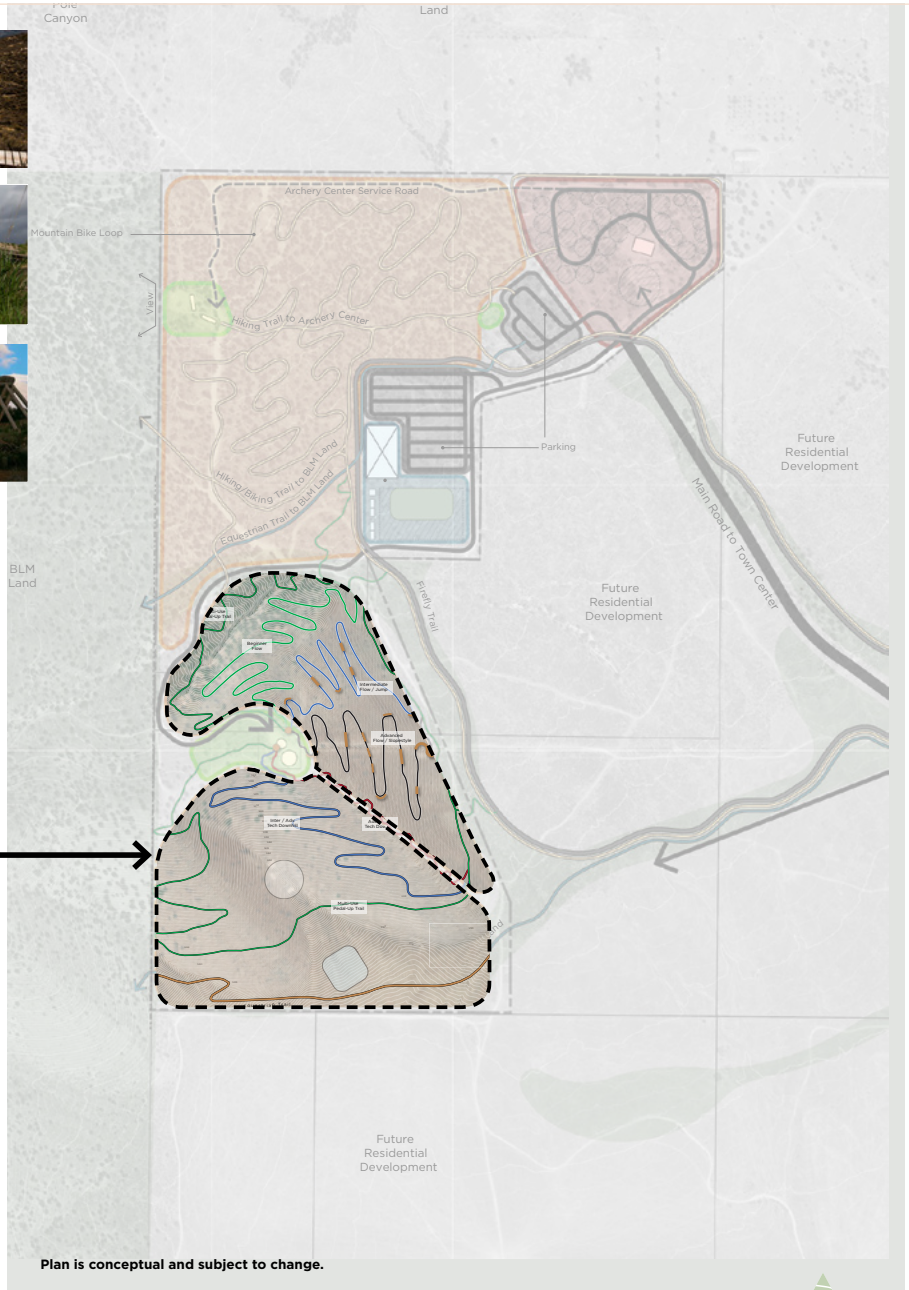 Pole
Canyon
Land
Archery Center Service Road
Mountain Bike Loop
View
Hiking Trail to Archery Center
Parking
Future
Residential
Development
Hiking/Biking Trail to BLM Land
Equestrian Trail to BLM Land
Main Road to Town Center
BLM
Land
Firefly Trail
Future
Residential
Development
Beginner
Flow
Intermediate
Flow / Jump
Advanced
Flow / Slopestyle
Inter / Adv
Tech Downhill
Tech
Multi-Use
Pedal-Up Trail
Future
Residential
Development
Plan is conceptual and subject to change.